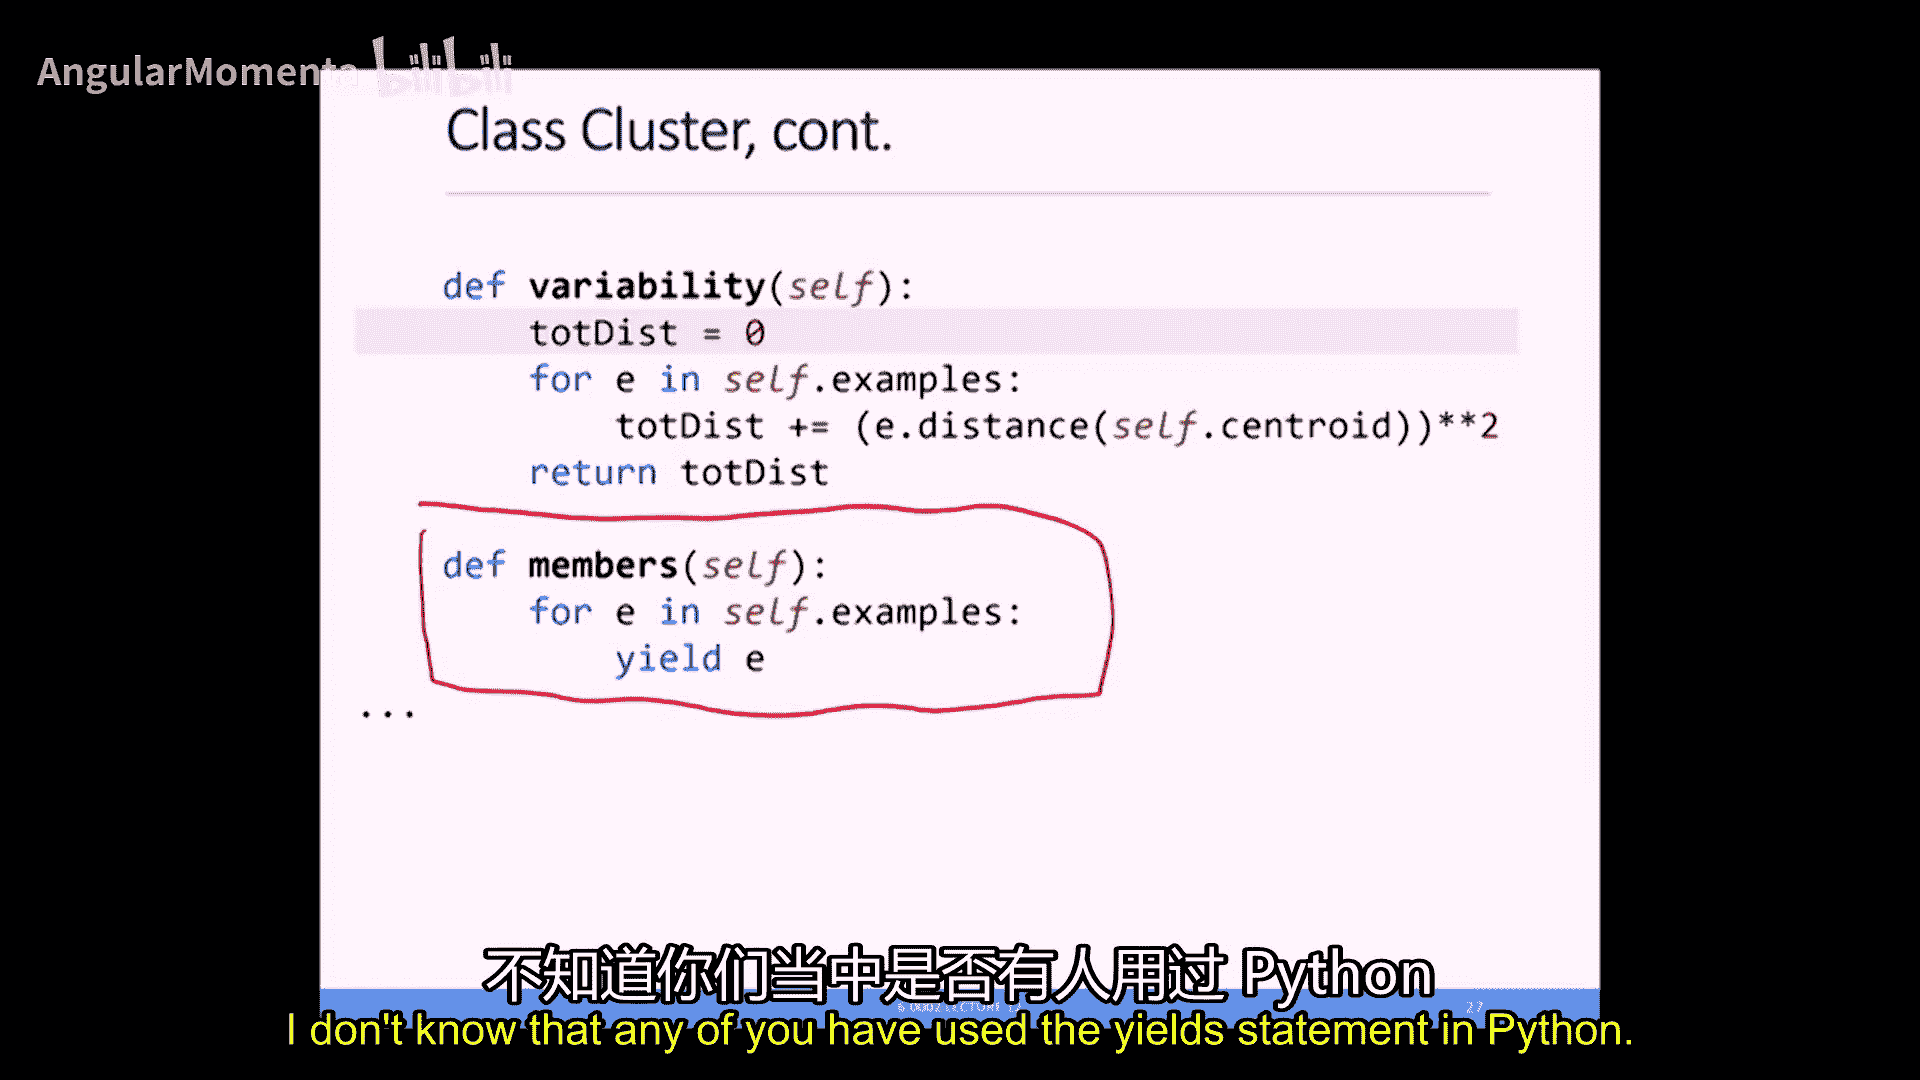 AngularMomenta bilibili
Class Cluster, cont.
def variability(self):
totDist = 0
for e in self.examples:
totDist += (e.distance(self.centroid))**2
return totDist
def members(self):
for e in self.examples:
yield e
...
不知道你们当中是否有人用过 Python
27
I don't know that any of you have used the yields statement in Python.